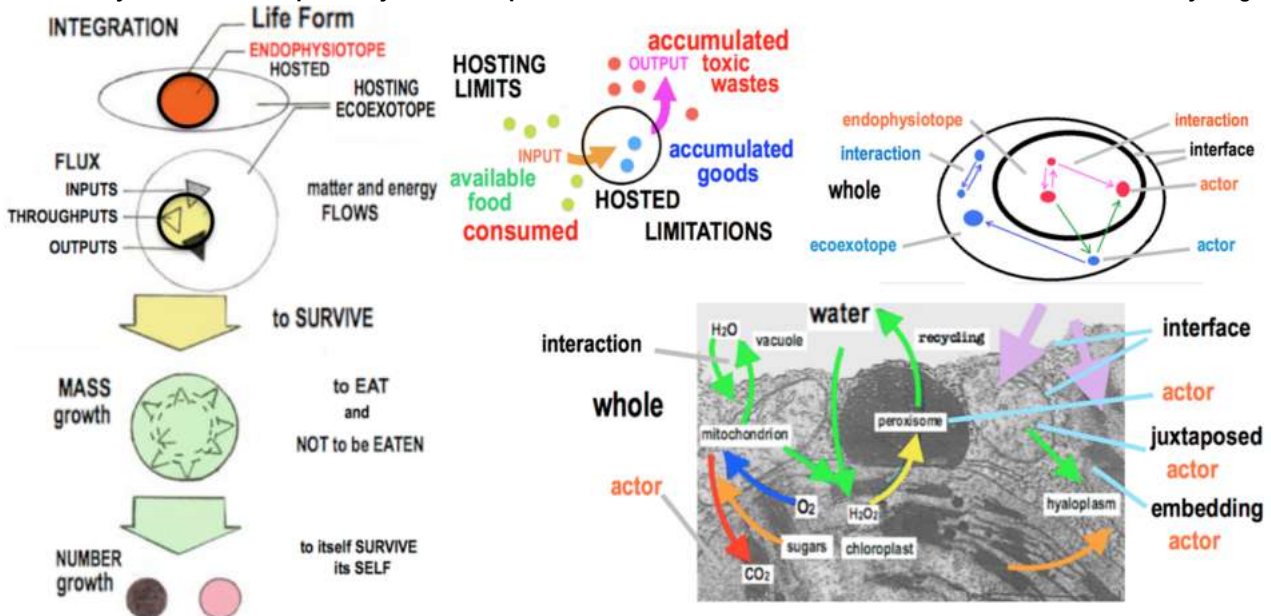 INTEGRATION
Life Form
ENDOPHYSIOTOPE
HOSTED
HOSTING
ECOEXOTOPE
FLUX
INPUTS
THROUGHPUTS
OUTPUTS
matter and energy
FLOWS
to SURVIVE
MASS
growth
to EAT
and
NOT to be EATEN
NUMBER
growth
to itself SURVIVE
its SELF
HOSTING
LIMITS
accumulated
OUTPUT toxic
wastes
INPUT
available
food
consumed
accumulated
goods
HOSTED
LIMITATIONS
endophysiotope
interaction
interaction
interface
whole
actor
ecoexotope
actor
water
H2O
vacuole
recycling
interface
interaction
whole
actor
peroxisome
mitochondrion
juxtaposed
actor
actor
O2
H2O2
hyaloplasm
embedding
actor
sugars
chloroplast
CO2